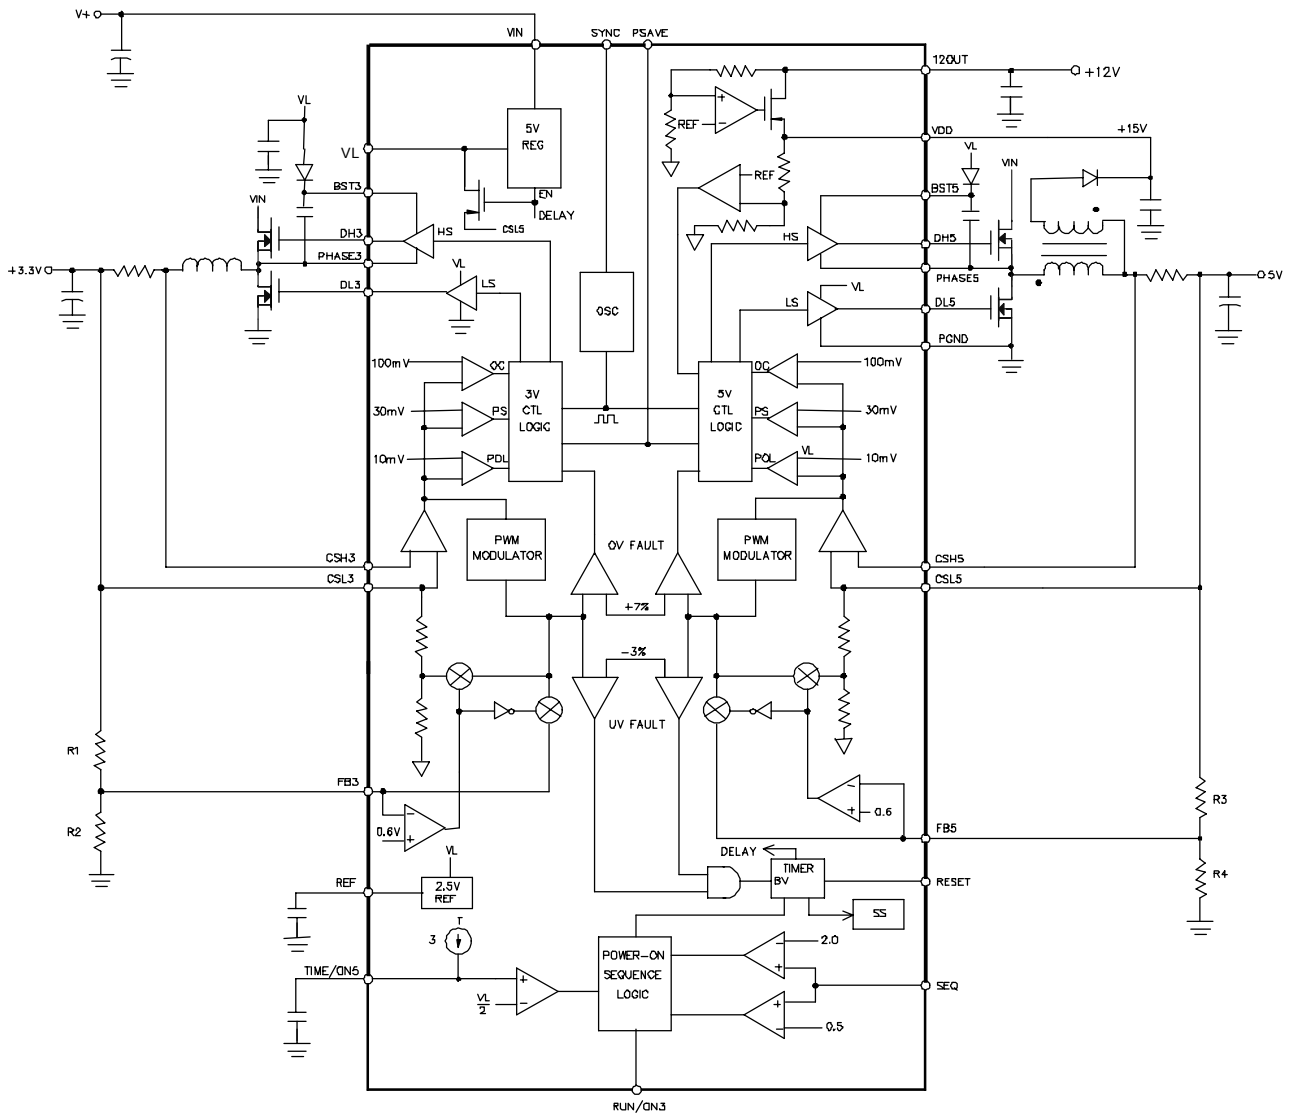 V+
VIN
SYNC
PSAVE
12OUT
+12V
VL
5V
REG
REF
VDD
+15V
VL
EN
DELAY
CSL5
REF
VL
VIN
BST3
BST5
VIN
DH3
HS
HS
DH5
PHASE3
PHASE5
+3.3V
5V
VL
LS
DL3
OSC
LS
VL
DL5
PGND
100mV
OC
3V
CTL
LOGIC
5V
CTL
LOGIC
OC
100mV
30mV
PS
PS
30mV
10mV
POL
POL
VL
10mV
PWM
MODULATOR
OV FAULT
PWM
MODULATOR
CSH3
CSH5
CSL3
CSL5
+7%
-3%
UV FAULT
R1
FB3
R2
0.6V
- +
- +
0.6
R3
FB5
R4
VL
DELAY
TIMER
BV
REF
2.5V
REF
RESET
SS
3
POWER-ON
SEQUENCE
LOGIC
2.0
- +
TIME/ON5
VL
2
+ -
SEQ
+ -
0.5
RUN/ON3